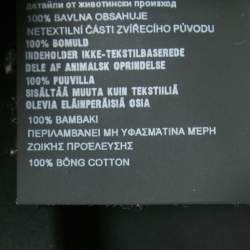 детайли от животински произход
100% BAVLNA OBSAHUJE
NETEXTILNÍ ČÁSTI ZVÍŘECÍHO PŮVODU
100% BOMULD
INDEHOLDER IKKE-TEKSTILBASEREDE
DELE AF ANIMALSK OPRINDELSE
100% PUUVILLA
SISÄLTÄÄ MUUTA KUIN TEKSTIILIÄ
OLEVIA ELÄINPERÄISIÄ OSIA
100% BAMBAKI
ΠΕΡΙΛΑΜΒΑΝΕΙ ΜΗ ΥΦΑΣΜΑΤΙΝΑ ΜΕΡΗ
ΖΩΙΚΗΣ ΠΡΟΕΛΕΥΣΗΣ
100% BÔNG COTTON